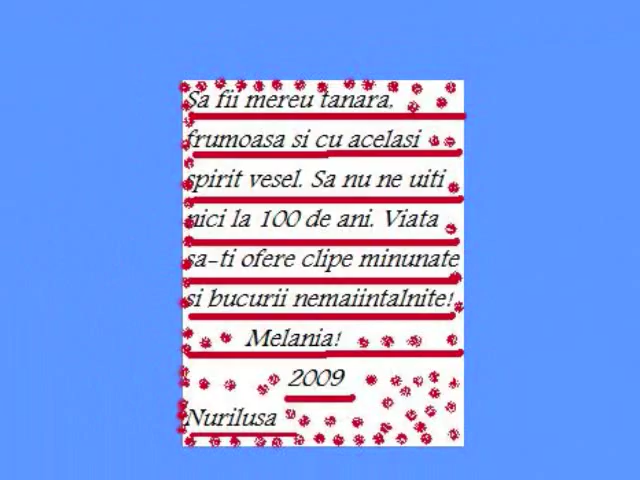 Sa fii mereu tanara,
frumoasa si cu acelasi
spirit vesel. Sa nu ne uiti
nici la 100 de ani. Viata
sa-ti ofere clipe minunate
si bucurii nemaiintalnite!
Melania!
2009
Nurilusa